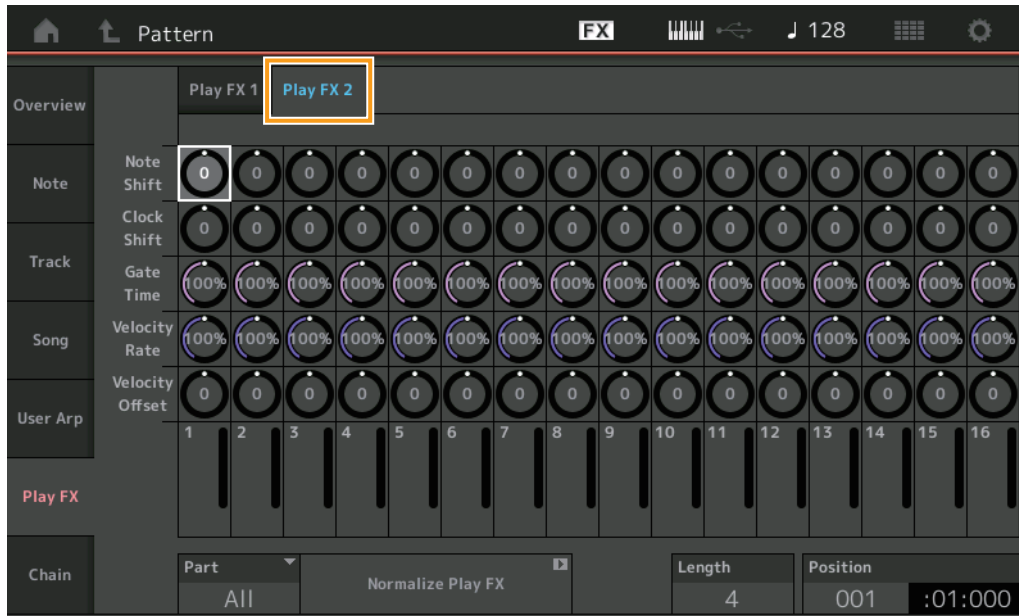 Pattern FX ♩ 128
Play FX 1 Play FX 2
Overview
Note
Track
Song
User Arp
Play FX
Chain
Note Shift 0 0 0 0 0 0 0 0 0 0 0 0 0 0 0 0
Clock Shift 0 0 0 0 0 0 0 0 0 0 0 0 0 0 0 0
Gate Time 100% 100% 100% 100% 100% 100% 100% 100% 100% 100% 100% 100% 100% 100% 100% 100%
Velocity Rate 100% 100% 100% 100% 100% 100% 100% 100% 100% 100% 100% 100% 100% 100% 100% 100%
Velocity Offset 0 0 0 0 0 0 0 0 0 0 0 0 0 0 0 0
1 2 3 4 5 6 7 8 9 10 11 12 13 14 15 16
Part
All
Normalize Play FX
Length
4
Position
001 :01:000